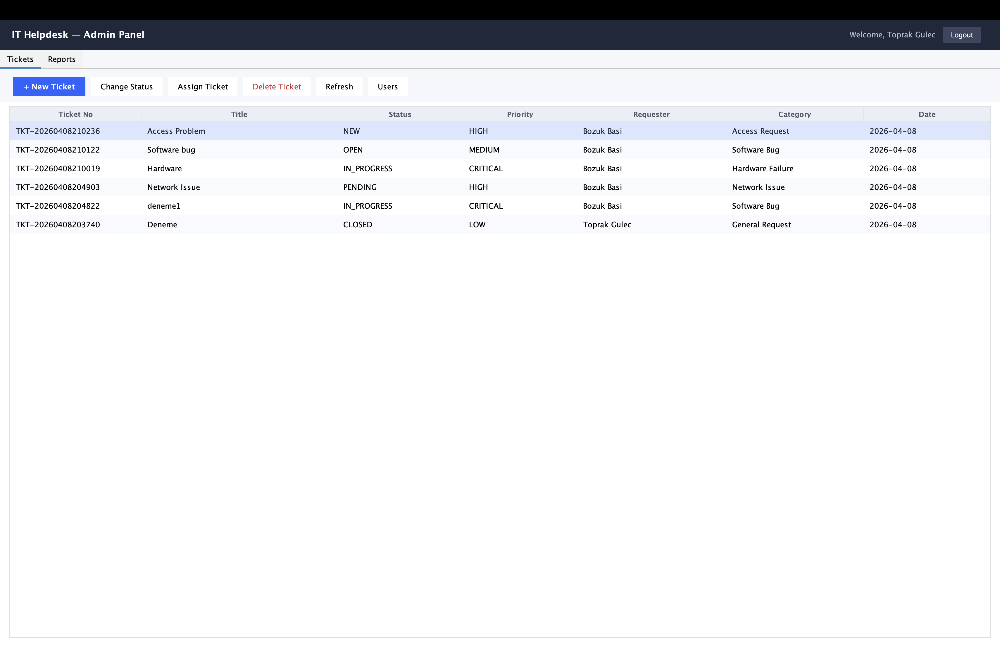 IT Helpdesk — Admin Panel Welcome, Toprak Gulec Logout
Tickets Reports
+ New Ticket Change Status Assign Ticket Delete Ticket Refresh Users
Ticket No Title Status Priority Requester Category Date
TKT-20260408210236 Access Problem NEW HIGH Bozuk Basi Access Request 2026-04-08
TKT-20260408210122 Software bug OPEN MEDIUM Bozuk Basi Software Bug 2026-04-08
TKT-20260408210019 Hardware IN_PROGRESS CRITICAL Bozuk Basi Hardware Failure 2026-04-08
TKT-20260408204903 Network Issue PENDING HIGH Bozuk Basi Network Issue 2026-04-08
TKT-20260408204822 deneme1 IN_PROGRESS CRITICAL Bozuk Basi Software Bug 2026-04-08
TKT-20260408203740 Deneme CLOSED LOW Toprak Gulec General Request 2026-04-08